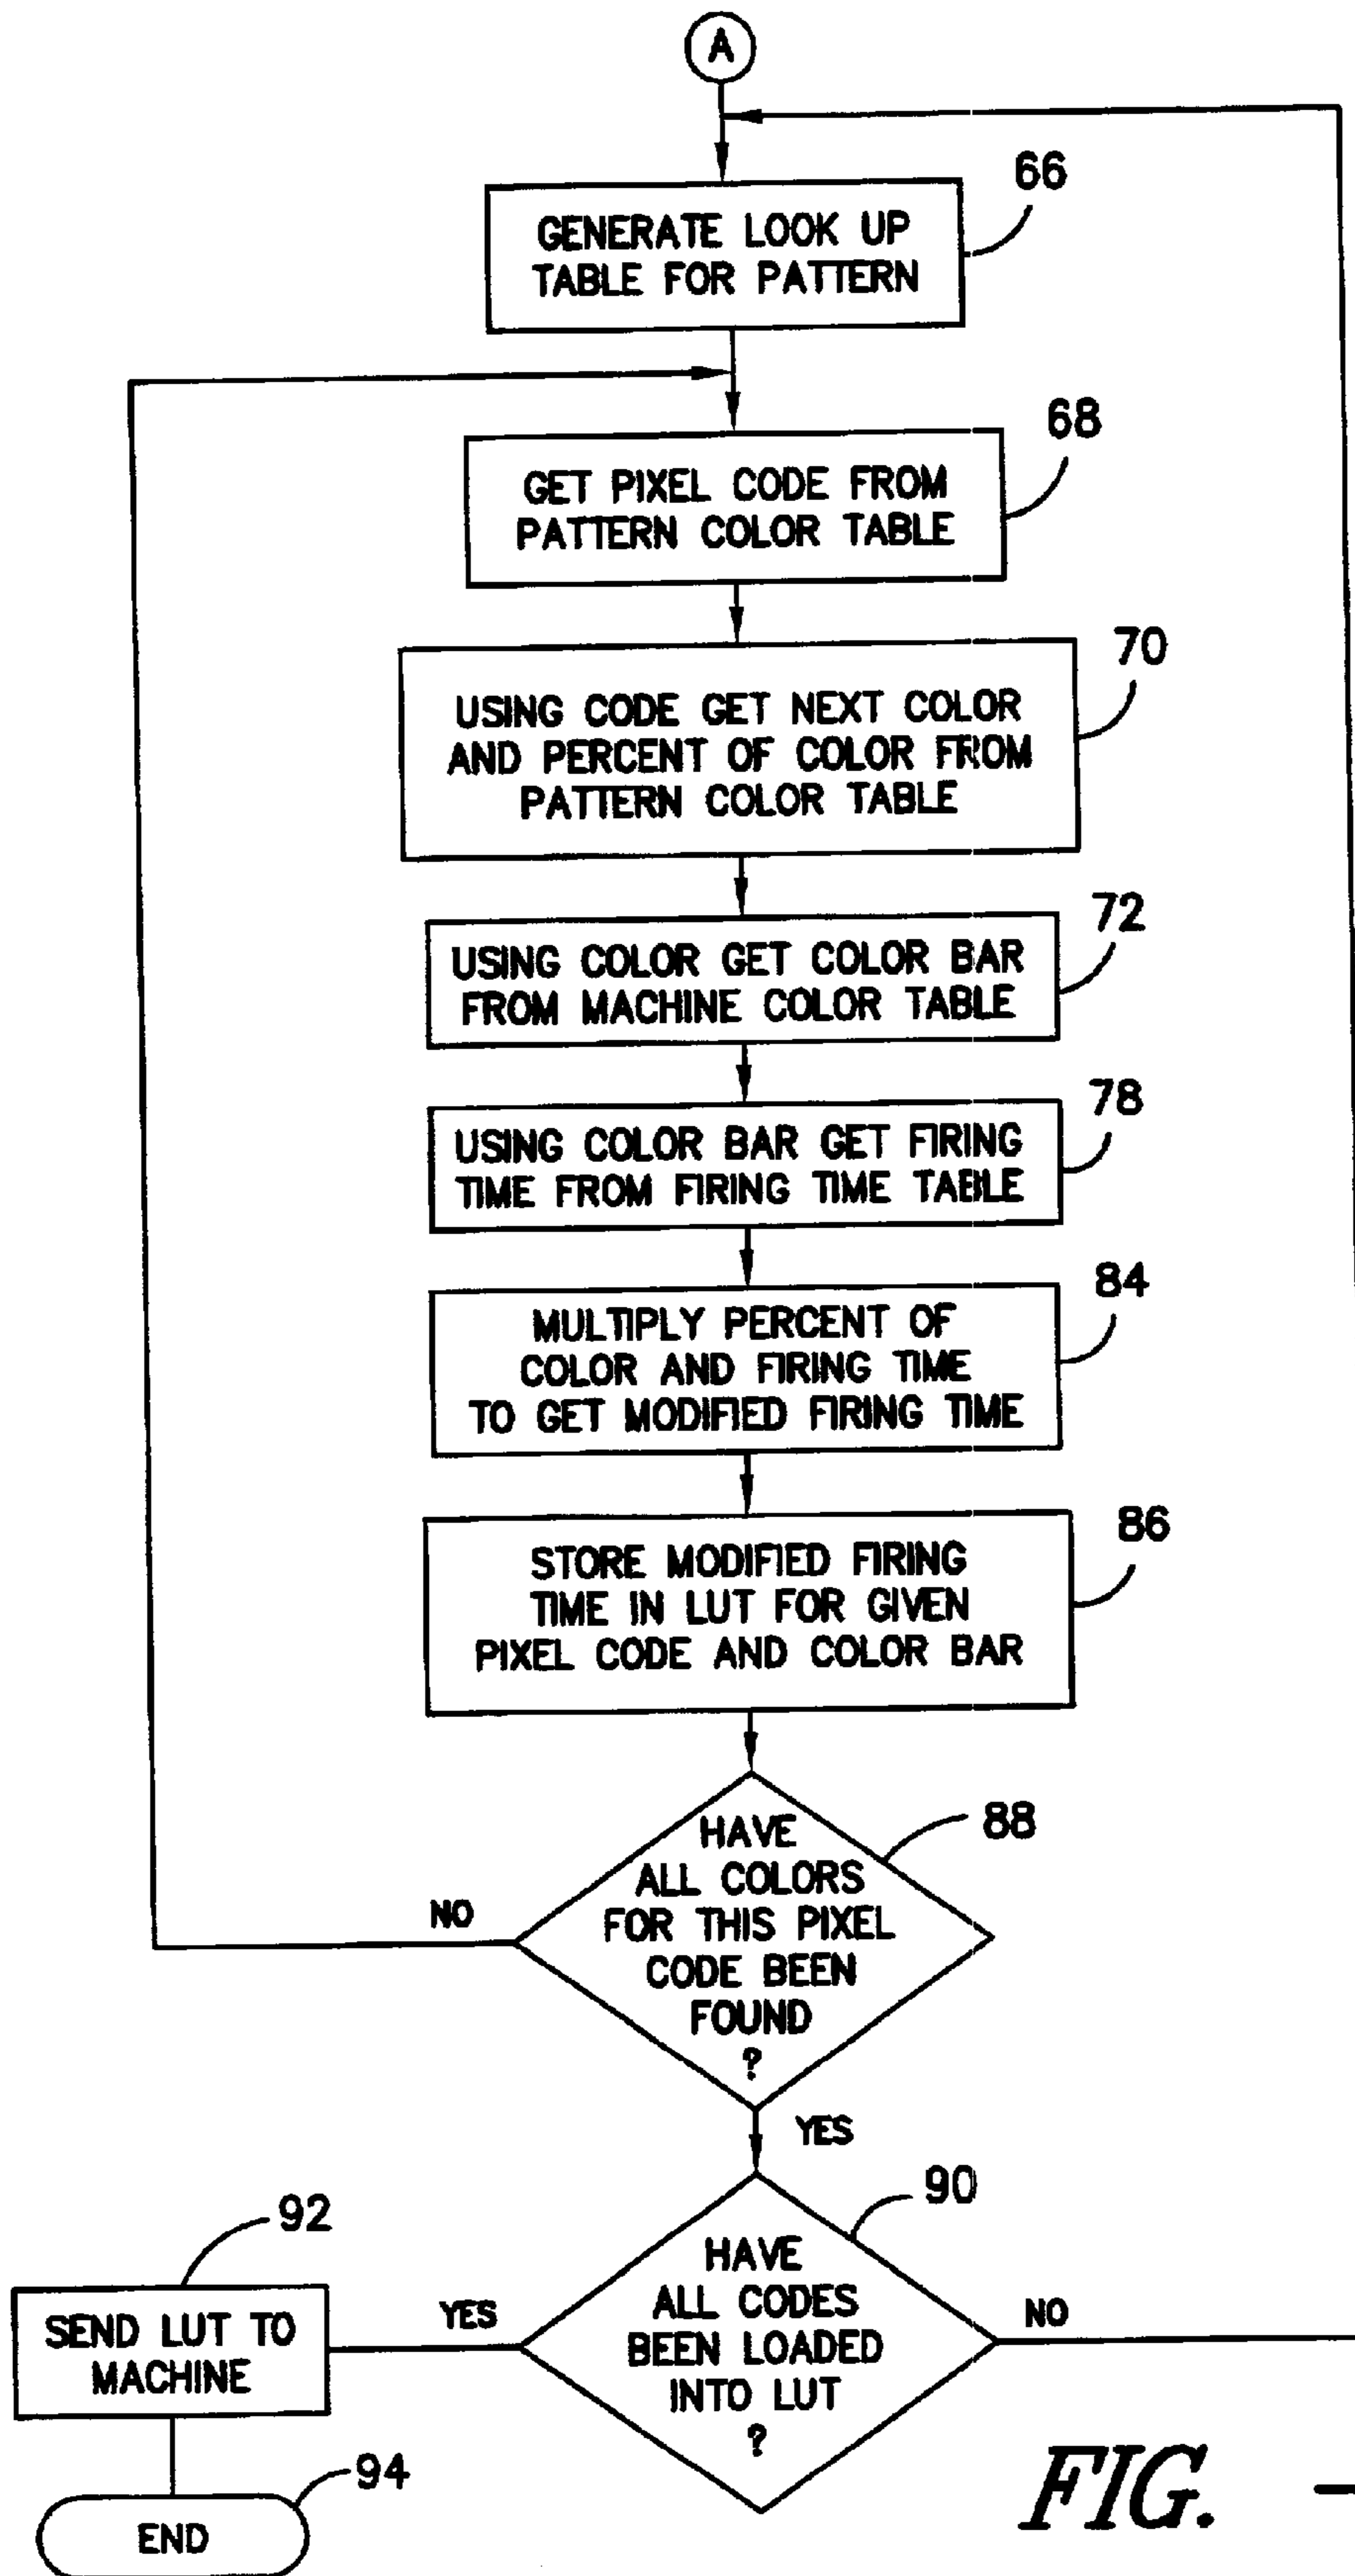 A
66
GENERATE LOOK UP
TABLE FOR PATTERN
68
GET PIXEL CODE FROM
PATTERN COLOR TABLE
70
USING CODE GET NEXT COLOR
AND PERCENT OF COLOR FROM
PATTERN COLOR TABLE
72
USING COLOR GET COLOR BAR
FROM MACHINE COLOR TABLE
78
USING COLOR BAR GET FIRING
TIME FROM FIRING TIME TABLE
84
MULTIPLY PERCENT OF
COLOR AND FIRING TIME
TO GET MODIFIED FIRING TIME
86
STORE MODIFIED FIRING
TIME IN LUT FOR GIVEN
PIXEL CODE AND COLOR BAR
88
HAVE
ALL COLORS
FOR THIS PIXEL
CODE BEEN
FOUND
?
NO
YES
90
HAVE
ALL CODES
BEEN LOADED
INTO LUT
?
YES
NO
92
SEND LUT TO
MACHINE
94
END
FIG. -